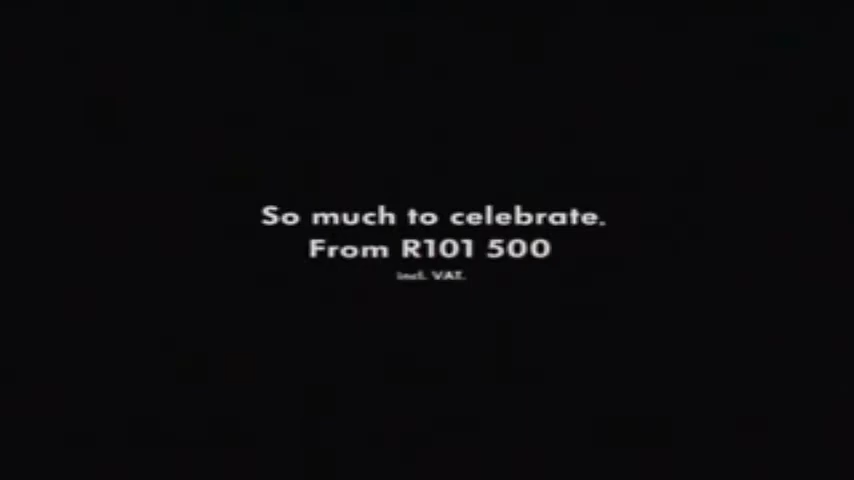 So much to celebrate.
From R101 500
incl. VAT.